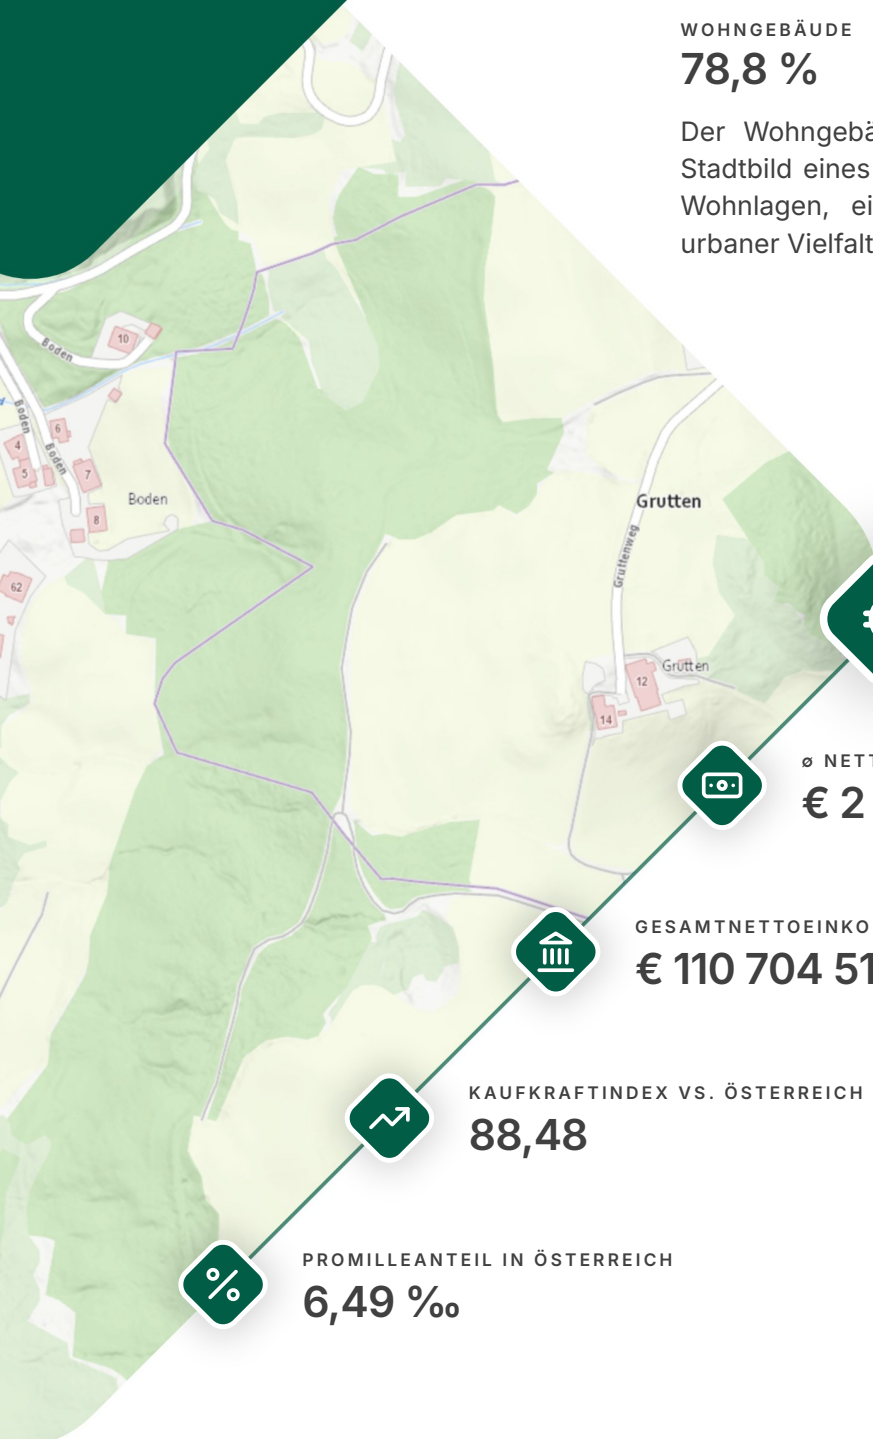 WOHNGEBÄUDE
78,8 %
Der Wohngebä
Stadtbild eines
Wohnlagen, ei
urbaner Vielfalt
10
Boden
Boden
Boden
6
4
5
7
8
Boden
62
Grutten
Gruttenweg
Grutten
12
14
ø NETT
€ 2
GESAMTNETTOEINKO
€ 110 704 51
KAUFKRAFTINDEX VS. ÖSTERREICH
88,48
PROMILLEANTEIL IN ÖSTERREICH
6,49 ‰